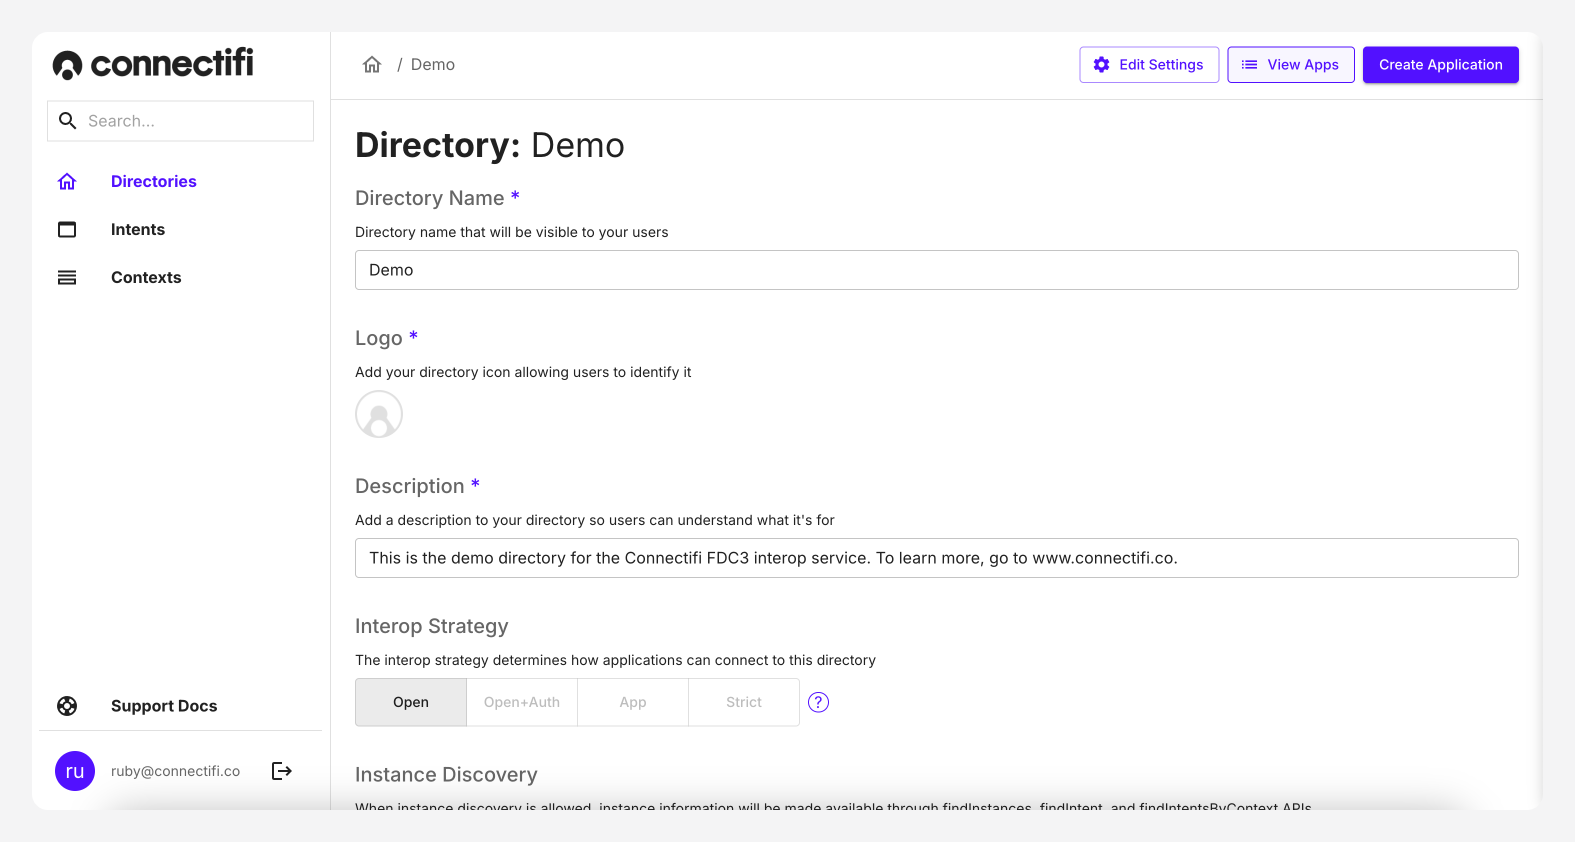 connectifi
Search...
Directories
Intents
Contexts
Support Docs
ru
ruby@connectifi.co
/ Demo
Edit Settings
View Apps
Create Application
Directory: Demo
Directory Name *
Directory name that will be visible to your users
Demo
Logo *
Add your directory icon allowing users to identify it
Description *
Add a description to your directory so users can understand what it's for
This is the demo directory for the Connectifi FDC3 interop service. To learn more, go to www.connectifi.co.
Interop Strategy
The interop strategy determines how applications can connect to this directory
Open
Open+Auth
App
Strict
?
Instance Discovery
When instance discovery is allowed, instance information will be made available through findInstances, findIntent, and findIntentsByContext APIs